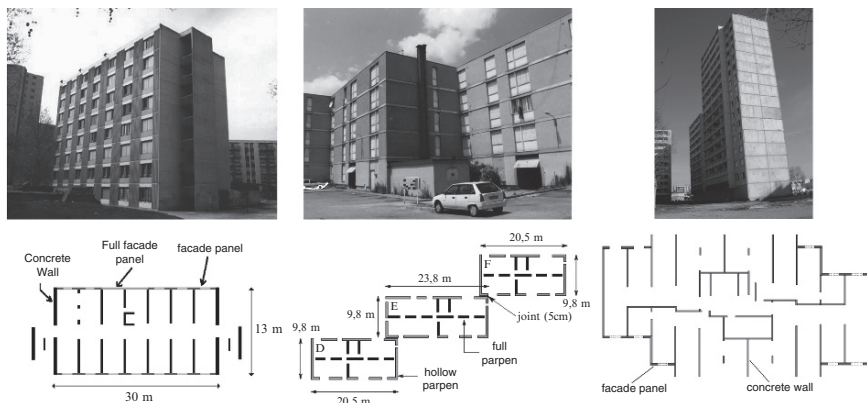 Concrete
Wall
Full facade
panel
facade panel
13 m
30 m
20,5 m
F
23,8 m
9,8 m
E
9,8 m
joint (5cm)
9,8 m
D
full
parpen
hollow
parpen
20,5 m
facade panel
concrete wall